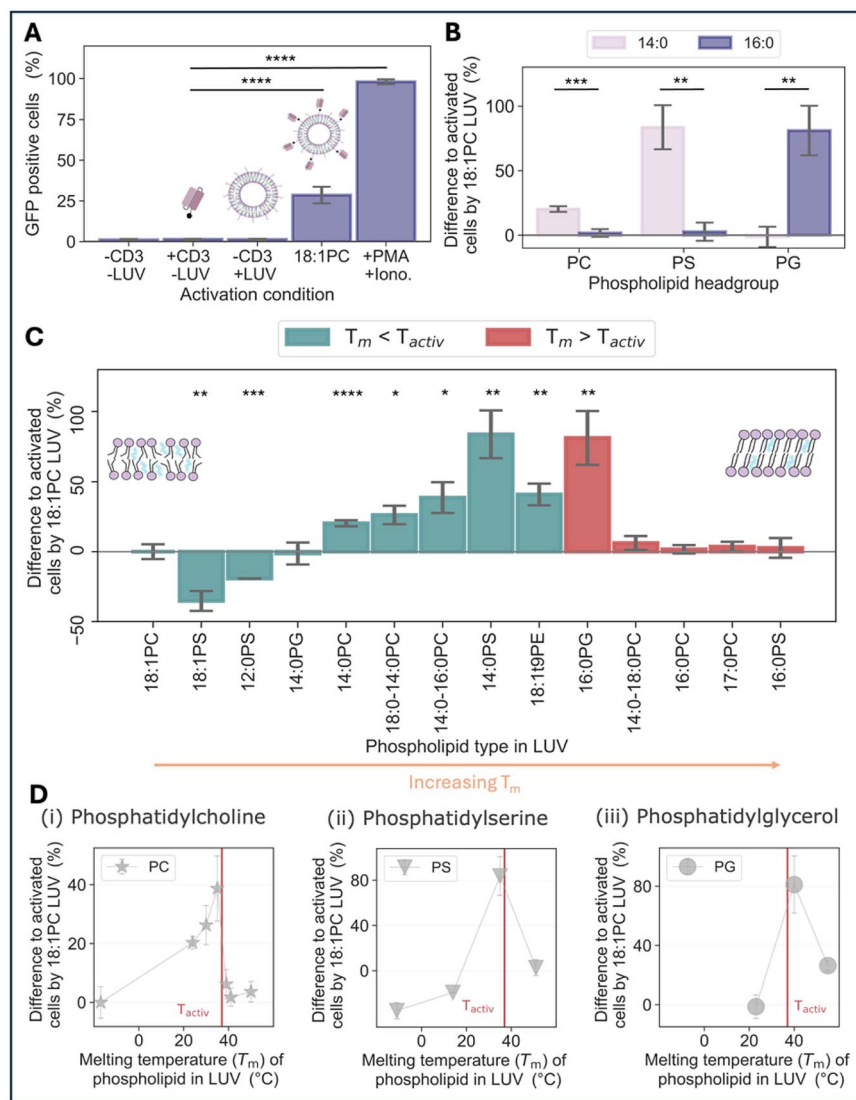 A
****
****
GFP positive cells (%)
100
75
50
25
0
-CD3
-LUV
+CD3
-LUV
-CD3
+LUV
18:1PC
+PMA
+Iono.
Activation condition
B
14:0
16:0
Difference to activated
cells by 18:1PC LUV (%)
100
50
0
***
**
**
PC
PS
PG
Phospholipid headgroup
C
Tm < Tactiv
Tm > Tactiv
Difference to activated
cells by 18:1PC LUV (%)
100
50
0
−50
**
***
****
*
*
**
**
**
18:1PC
18:1PS
12:0PS
14:0PG
14:0PC
18:0-14:0PC
14:0-16:0PC
14:0PS
18:1t9PE
16:0PG
14:0-18:0PC
16:0PC
17:0PC
16:0PS
Phospholipid type in LUV
Increasing Tm
D
(i) Phosphatidylcholine
Difference to activated
cells by 18:1PC LUV (%)
40
20
0
PC
Tactiv
0
40
Melting temperature (Tm) of
phospholipid in LUV (°C)
(ii) Phosphatidylserine
Difference to activated
cells by 18:1PC LUV (%)
80
40
0
PS
Tactiv
0
20
40
Melting temperature (Tm) of
phospholipid in LUV (°C)
(iii) Phosphatidylglycerol
Difference to activated
cells by 18:1PC LUV (%)
80
40
0
PG
Tactiv
0
20
40
Melting temperature (Tm) of
phospholipid in LUV (°C)